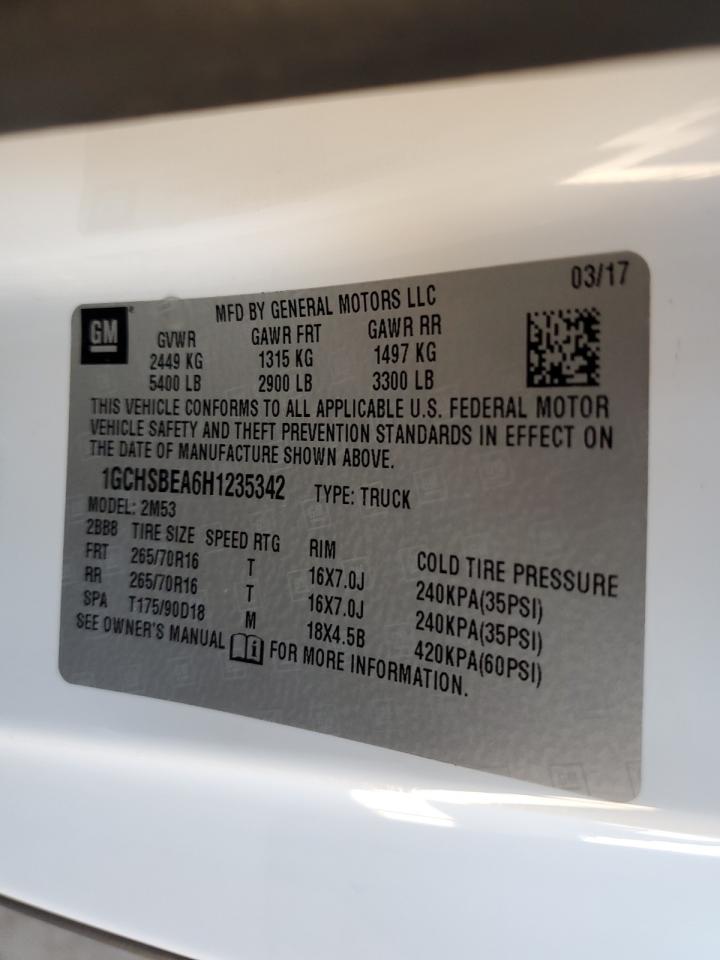 03/17
MFD BY GENERAL MOTORS LLC
GM®
GVWR GAWR FRT GAWR RR
2449 KG 1315 KG 1497 KG
5400 LB 2900 LB 3300 LB
THIS VEHICLE CONFORMS TO ALL APPLICABLE U.S. FEDERAL MOTOR
VEHICLE SAFETY AND THEFT PREVENTION STANDARDS IN EFFECT ON
THE DATE OF MANUFACTURE SHOWN ABOVE.
1GCHSBEA6H1235342 TYPE: TRUCK
MODEL: 2M53
2BB8 TIRE SIZE SPEED RTG RIM COLD TIRE PRESSURE
FRT 265/70R16 T 16X7.0J 240KPA(35PSI)
RR 265/70R16 T 16X7.0J 240KPA(35PSI)
SPA T175/90D18 M 18X4.5B 420KPA(60PSI)
SEE OWNER'S MANUAL i FOR MORE INFORMATION.